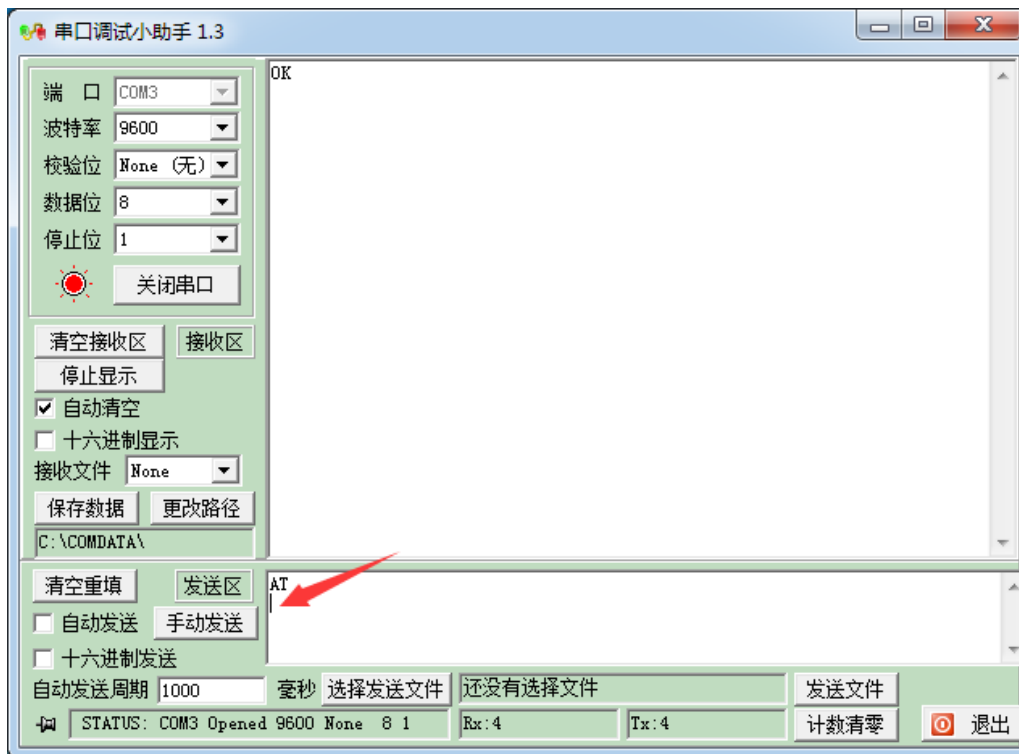 串口调试小助手 1.3
端 口 COM3
波特率 9600
校验位 None (无)
数据位 8
停止位 1
关闭串口
清空接收区 接收区
停止显示
自动清空
十六进制显示
接收文件 None
保存数据 更改路径
C:\COMDATA\
OK
清空重填 发送区
自动发送 手动发送
十六进制发送
AT
自动发送周期 1000 毫秒 选择发送文件 还没有选择文件 发送文件
STATUS: COM3 Opened 9600 None 8 1 Rx:4 Tx:4 计数清零 退出